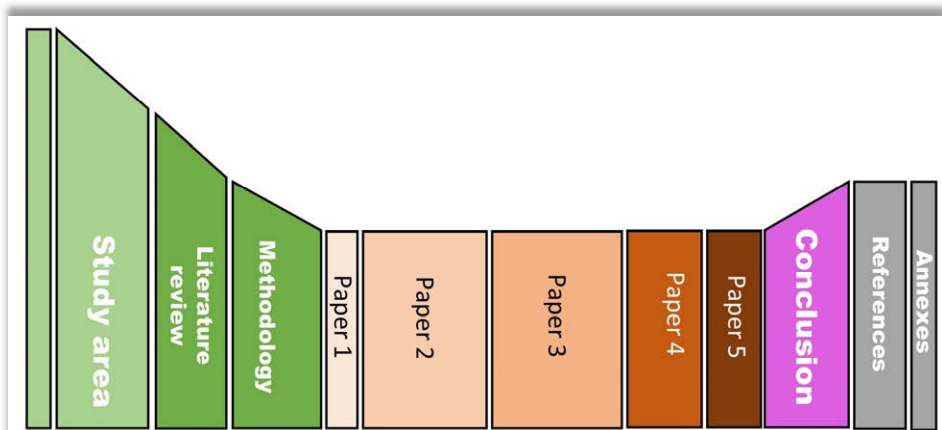 Study area
Literature
review
Methodology
Paper 1
Paper 2
Paper 3
Paper 4
Paper 5
Conclusion
References
Annexes